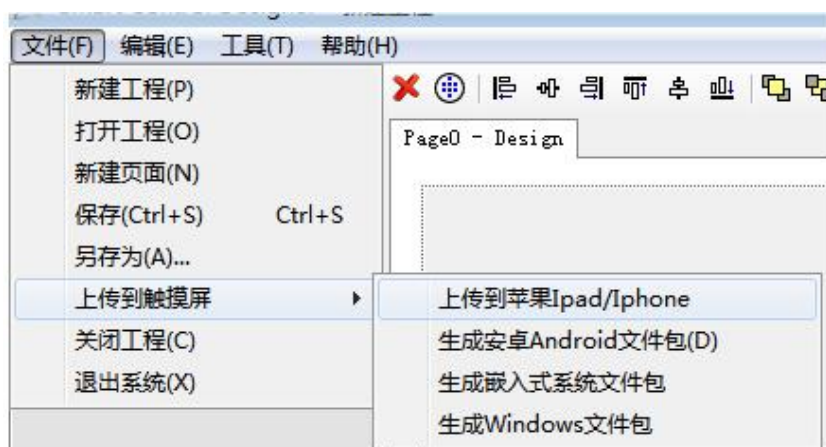 文件(F) 编辑(E) 工具(T) 帮助(H)
新建工程(P)
打开工程(O)
Page0 - Design
新建页面(N)
保存(Ctrl+S) Ctrl+S
另存为(A)...
上传到触摸屏
上传到苹果Ipad/Iphone
关闭工程(C)
生成安卓Android文件包(D)
退出系统(X)
生成嵌入式系统文件包
生成Windows文件包